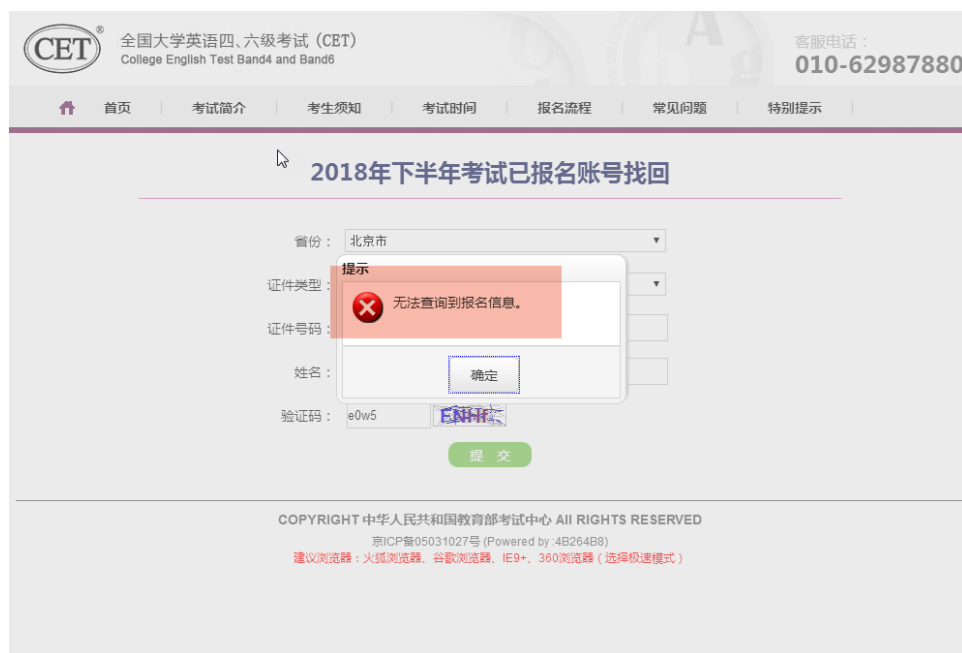 CET®
全国大学英语四、六级考试（CET）
College English Test Band4 and Band6
客服电话：
010-62987880
首页 考试简介 考生须知 考试时间 报名流程 常见问题 特别提示
2018年下半年考试已报名账号找回
省份： 北京市
提示
证件类型：
无法查询到报名信息。
证件号码：
姓名：
确定
验证码： e0w5
提 交
COPYRIGHT 中华人民共和国教育部考试中心 All RIGHTS RESERVED
京ICP备05031027号 (Powered by :4B264B8)
建议浏览器：火狐浏览器、谷歌浏览器、IE9+、360浏览器（选择极速模式）